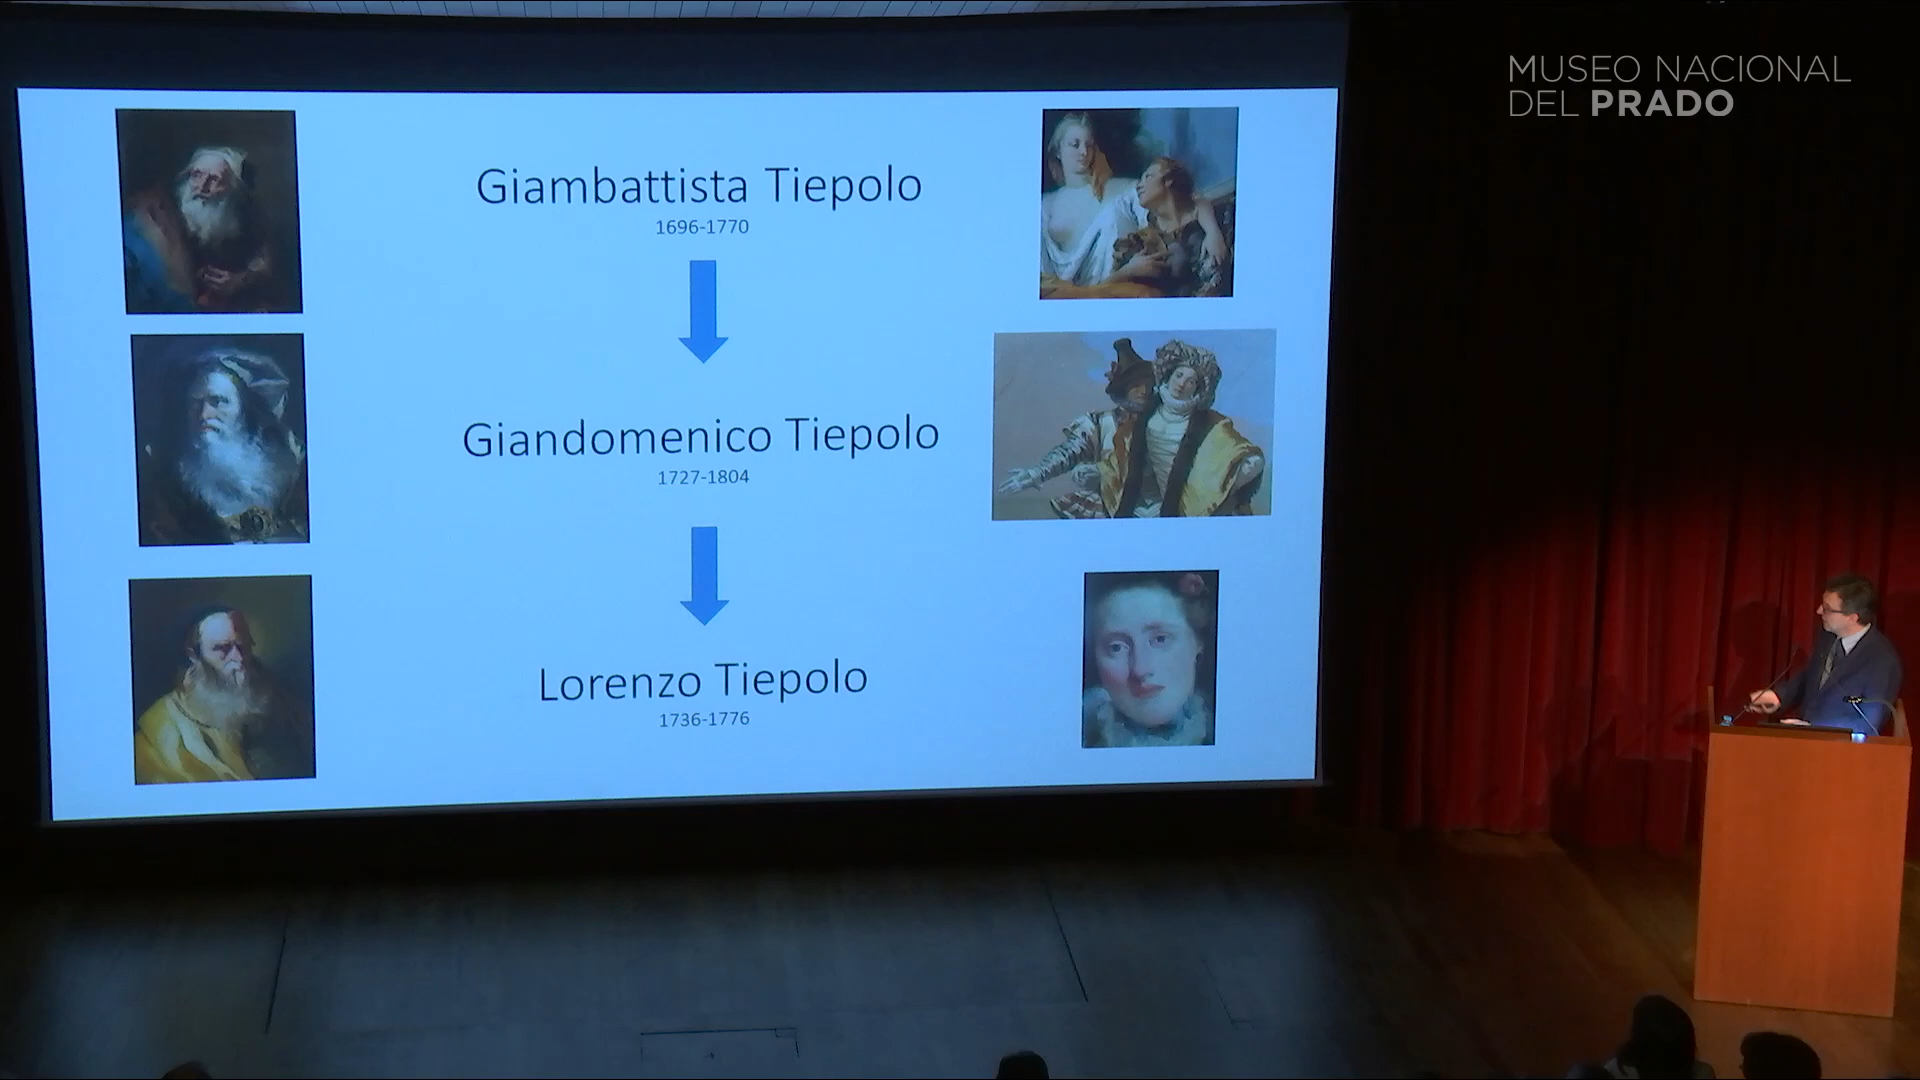 MUSEO NACIONAL
DEL PRADO
Giambattista Tiepolo
1696-1770
Giandomenico Tiepolo
1727-1804
Lorenzo Tiepolo
1736-1776